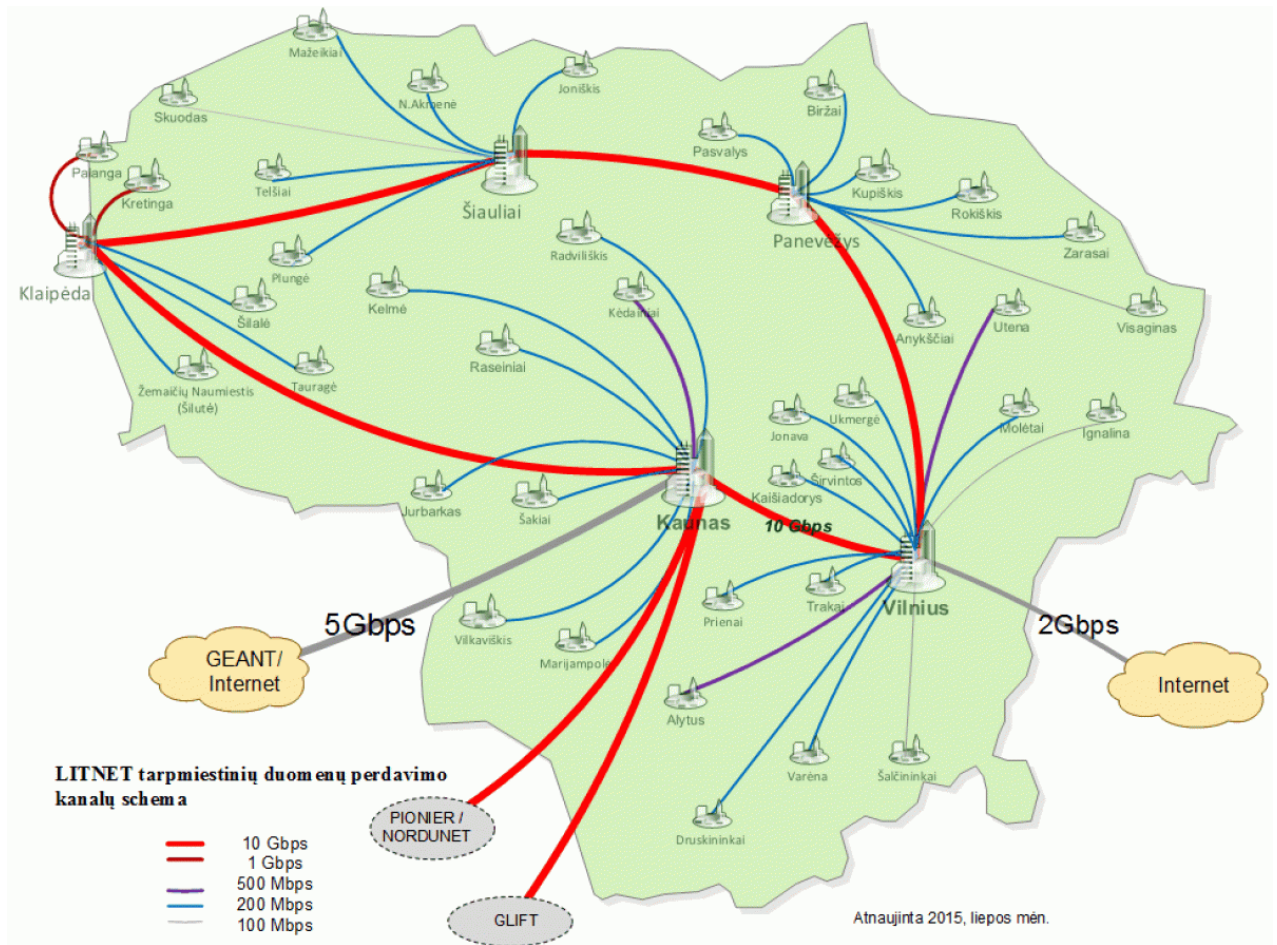 Mažeikiai
N.Akmenė
Joniškis
Skuodas
Biržai
Pasvalys
Palanga
Kretinga
Telšiai
Šiauliai
Kupiškis
Rokiškis
Panevėžys
Zarasai
Klaipėda
Plungė
Radviliškis
Šilalė
Kelmė
Kėdainiai
Anykščiai
Utena
Visaginas
Raseiniai
Žemaičių Naumiestis
(Šilutė)
Tauragė
Jonava
Ukmergė
Molėtai
Ignalina
Širvintos
Kaišiadorys
Jurbarkas
Šakiai
Kaunas
10 Gbps
Vilnius
Prienai
Trakai
5Gbps
2Gbps
Vilkaviškis
Marijampolė
GEANT/
Internet
Internet
Alytus
Varėna
Šalčininkai
Druskininkai
LITNET tarpmiestinių duomenų perdavimo
kanalų schema
PIONIER /
NORDUNET
10 Gbps
1 Gbps
500 Mbps
200 Mbps
100 Mbps
GLIFT
Atnaujinta 2015, liepos mėn.